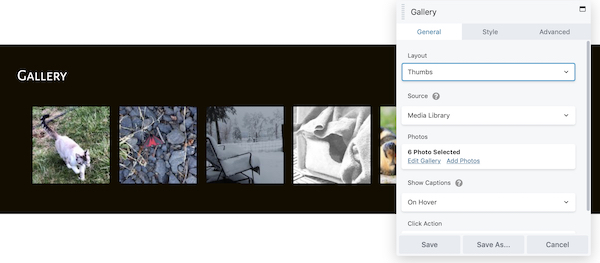 Gallery
Gallery
General Style Advanced
Layout
Thumbs
Source ?
Media Library
Photos
6 Photo Selected
Edit Gallery Add Photos
Show Captions ?
On Hover
Click Action
Save Save As... Cancel